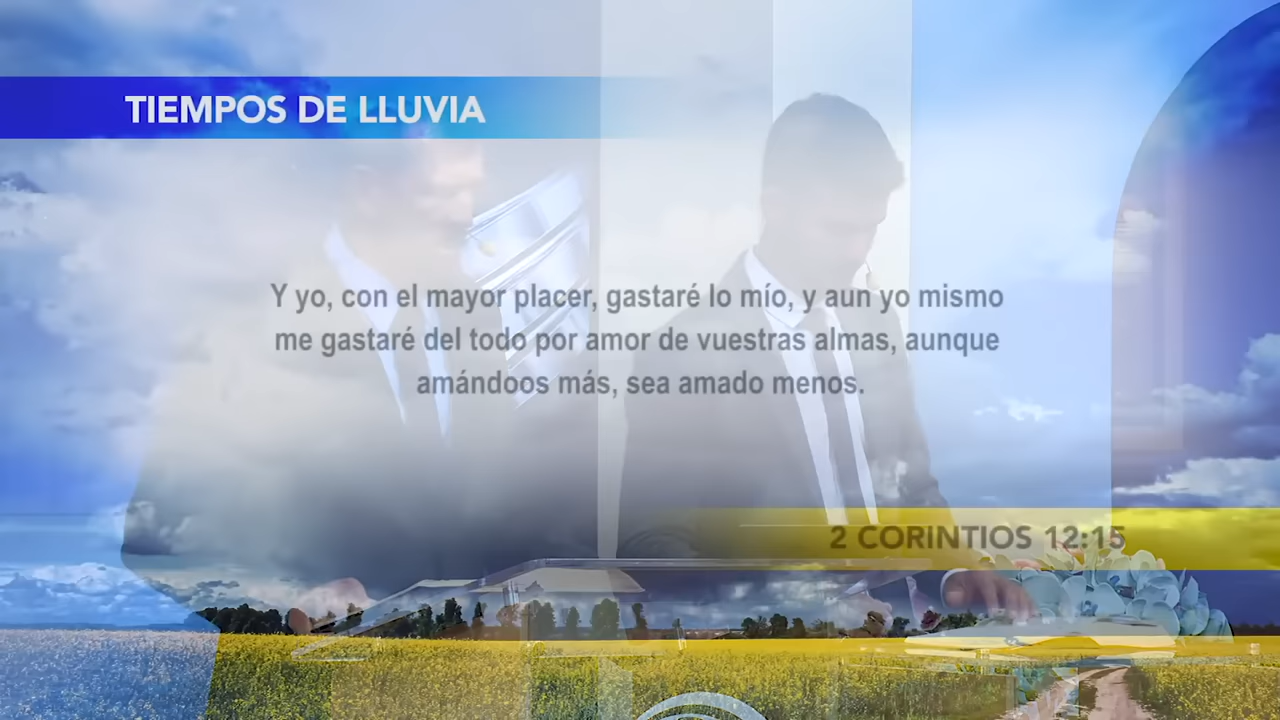 TIEMPOS DE LLUVIA
Y yo, con el mayor placer, gastaré lo mío, y aun yo mismo
me gastaré del todo por amor de vuestras almas, aunque
amándoos más, sea amado menos.
2 CORINTIOS 12:15